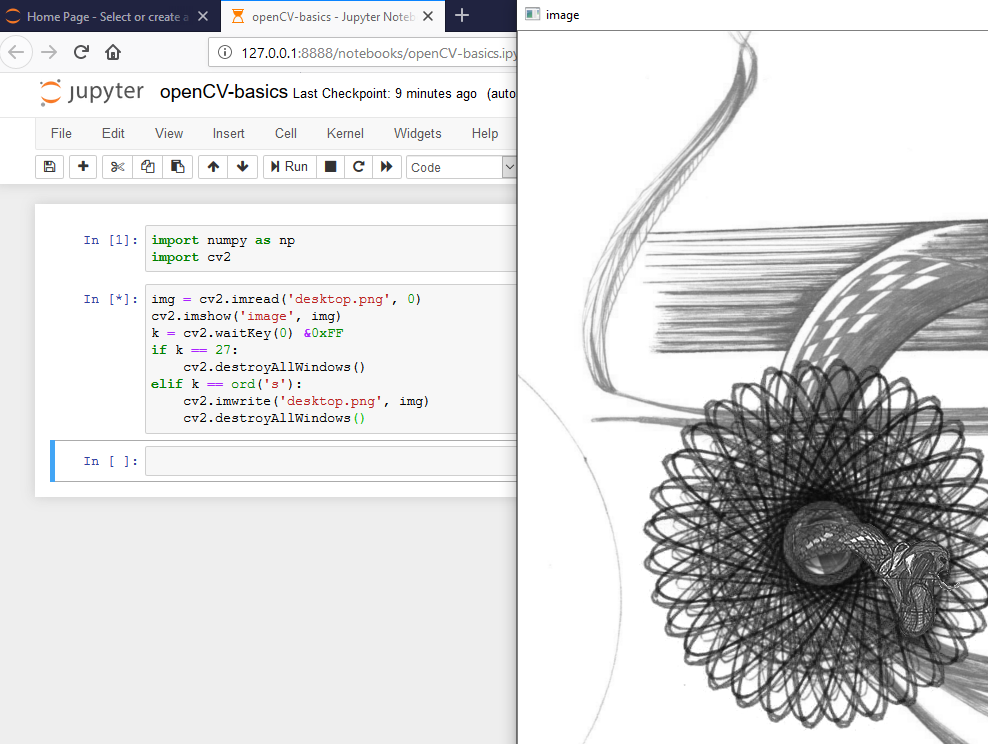 Home Page - Select or create a
openCV-basics - Jupyter Noteb
image
127.0.0.1:8888/notebooks/openCV-basics.ipy
jupyter openCV-basics Last Checkpoint: 9 minutes ago (auto
File Edit View Insert Cell Kernel Widgets Help
Run Code
In [1]: import numpy as np
import cv2
In [*]: img = cv2.imread('desktop.png', 0)
cv2.imshow('image', img)
k = cv2.waitKey(0) &0xFF
if k == 27:
    cv2.destroyAllWindows()
elif k == ord('s'):
    cv2.imwrite('desktop.png', img)
    cv2.destroyAllWindows()
In [ ]: